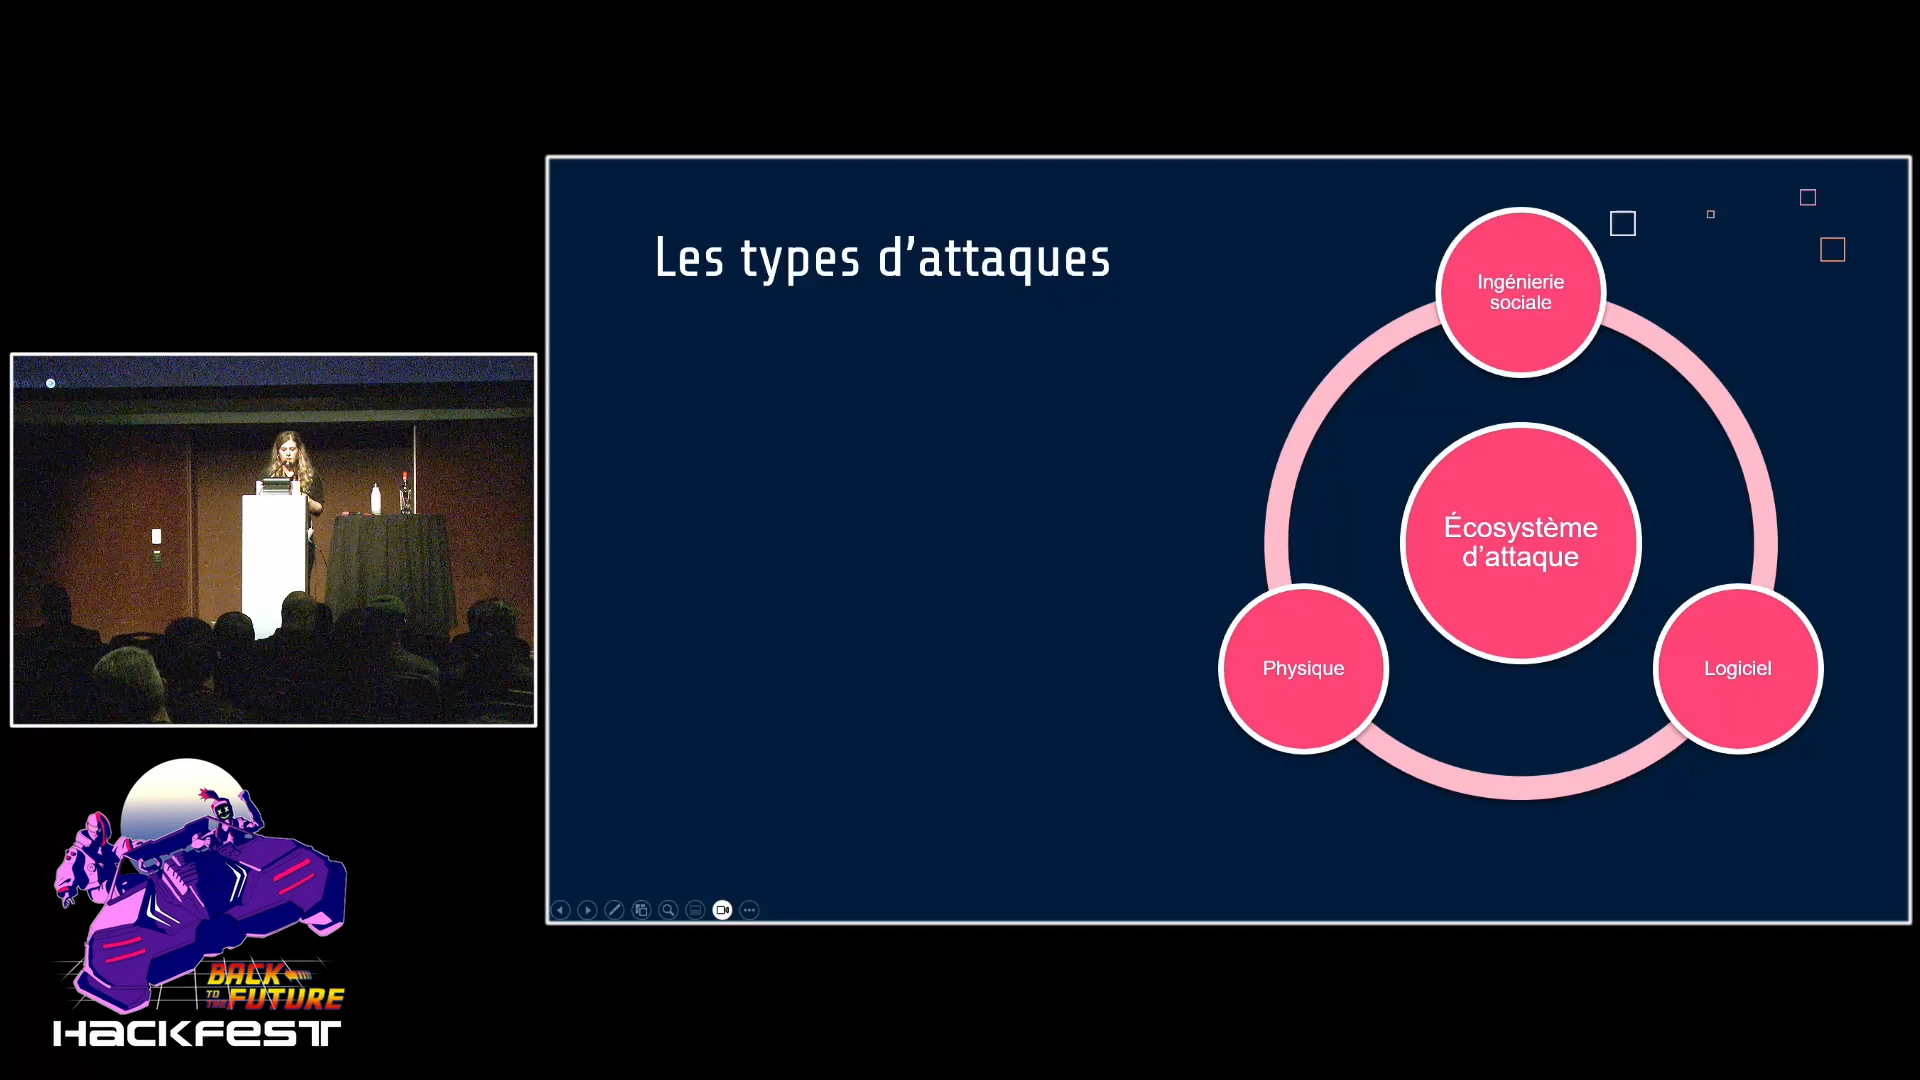 Les types d’attaques
Ingénierie
sociale
Écosystème
d’attaque
Physique
Logiciel
BACK
TO THE FUTURE
HACKFEST